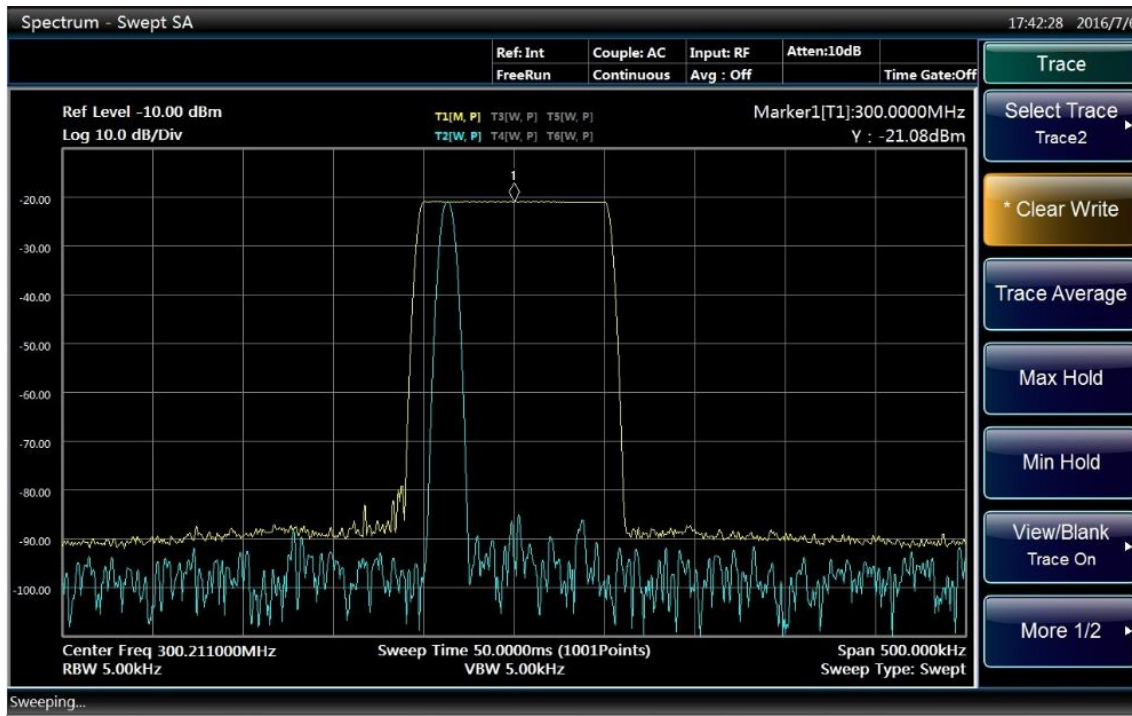 Spectrum - Swept SA
17:42:28 2016/7/6
Ref: Int Couple: AC Input: RF Atten:10dB
FreeRun Continuous Avg : Off Time Gate:Off
Trace
Ref Level -10.00 dBm
Log 10.0 dB/Div
T1[M, P] T3[W, P] T5[W, P]
T2[W, P] T4[W, P] T6[W, P]
Marker1[T1]:300.0000MHz
Y : -21.08dBm
1
-20.00
-30.00
-40.00
-50.00
-60.00
-70.00
-80.00
-90.00
-100.00
Center Freq 300.211000MHz Sweep Time 50.0000ms (1001Points) Span 500.000kHz
RBW 5.00kHz VBW 5.00kHz Sweep Type: Swept
Select Trace
Trace2
* Clear Write
Trace Average
Max Hold
Min Hold
View/Blank
Trace On
More 1/2
Sweeping...